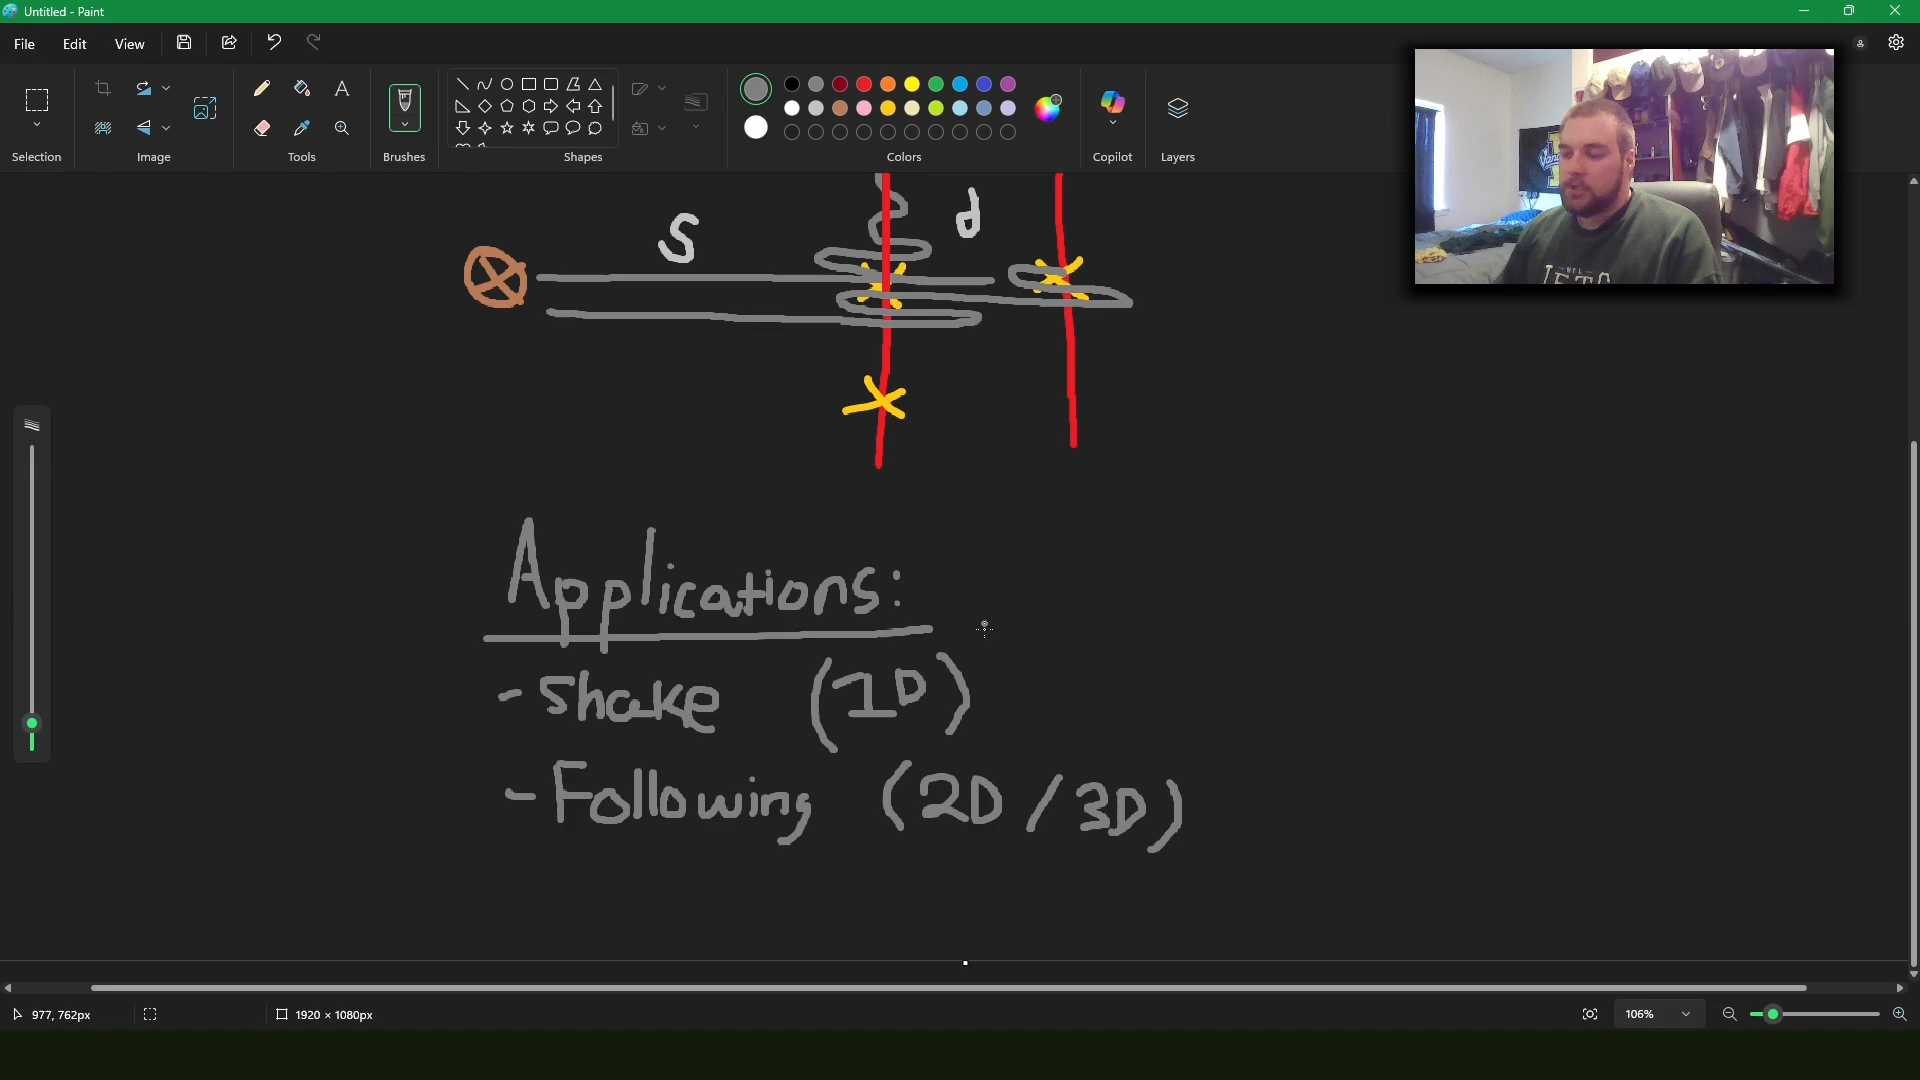 Untitled - Paint
File Edit View
Selection Image Tools Brushes Shapes Colors Copilot Layers
S d
JETS
Applications:
- Shake (1D)
- Following (2D / 3D)
977, 762px 1920 × 1080px 106%